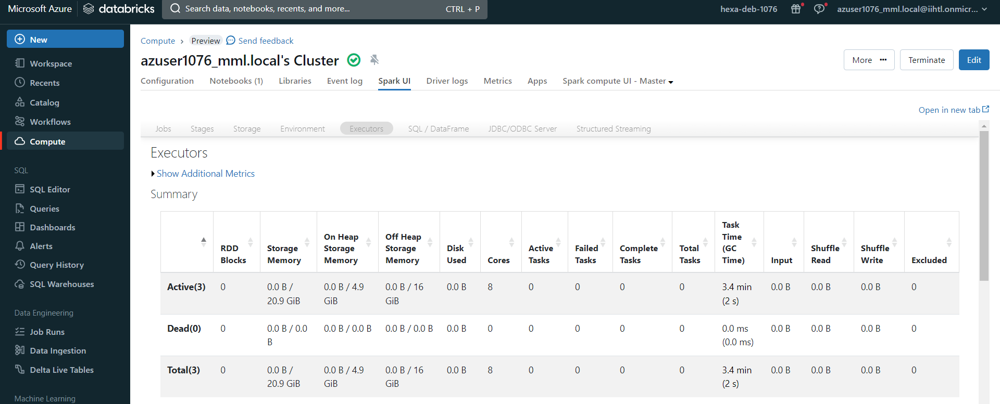 Microsoft Azure databricks Search data, notebooks, recents, and more... CTRL + P hexa-deb-1076 azuser1076_mml.local@iihtl.onmicr...
New
Workspace
Recents
Catalog
Workflows
Compute
SQL
SQL Editor
Queries
Dashboards
Alerts
Query History
SQL Warehouses
Data Engineering
Job Runs
Data Ingestion
Delta Live Tables
Machine Learning
Compute > Preview Send feedback
azuser1076_mml.local's Cluster
More ... Terminate Edit
Configuration Notebooks (1) Libraries Event log Spark UI Driver logs Metrics Apps Spark compute UI - Master
Open in new tab
Jobs Stages Storage Environment Executors SQL / DataFrame JDBC/ODBC Server Structured Streaming
Executors
Show Additional Metrics
Summary
RDD Blocks Storage Memory On Heap Storage Memory Off Heap Storage Memory Disk Used Cores Active Tasks Failed Tasks Complete Tasks Total Tasks Task Time (GC Time) Input Shuffle Read Shuffle Write Excluded
Active(3) 0 0.0 B / 20.9 GiB 0.0 B / 4.9 GiB 0.0 B / 16 GiB 0.0 B 8 0 0 0 0 3.4 min (2 s) 0.0 B 0.0 B 0.0 B 0
Dead(0) 0 0.0 B / 0.0 B 0.0 B / 0.0 B 0.0 B / 0.0 B 0.0 B 0 0 0 0 0 0.0 ms (0.0 ms) 0.0 B 0.0 B 0.0 B 0
Total(3) 0 0.0 B / 20.9 GiB 0.0 B / 4.9 GiB 0.0 B / 16 GiB 0.0 B 8 0 0 0 0 3.4 min (2 s) 0.0 B 0.0 B 0.0 B 0